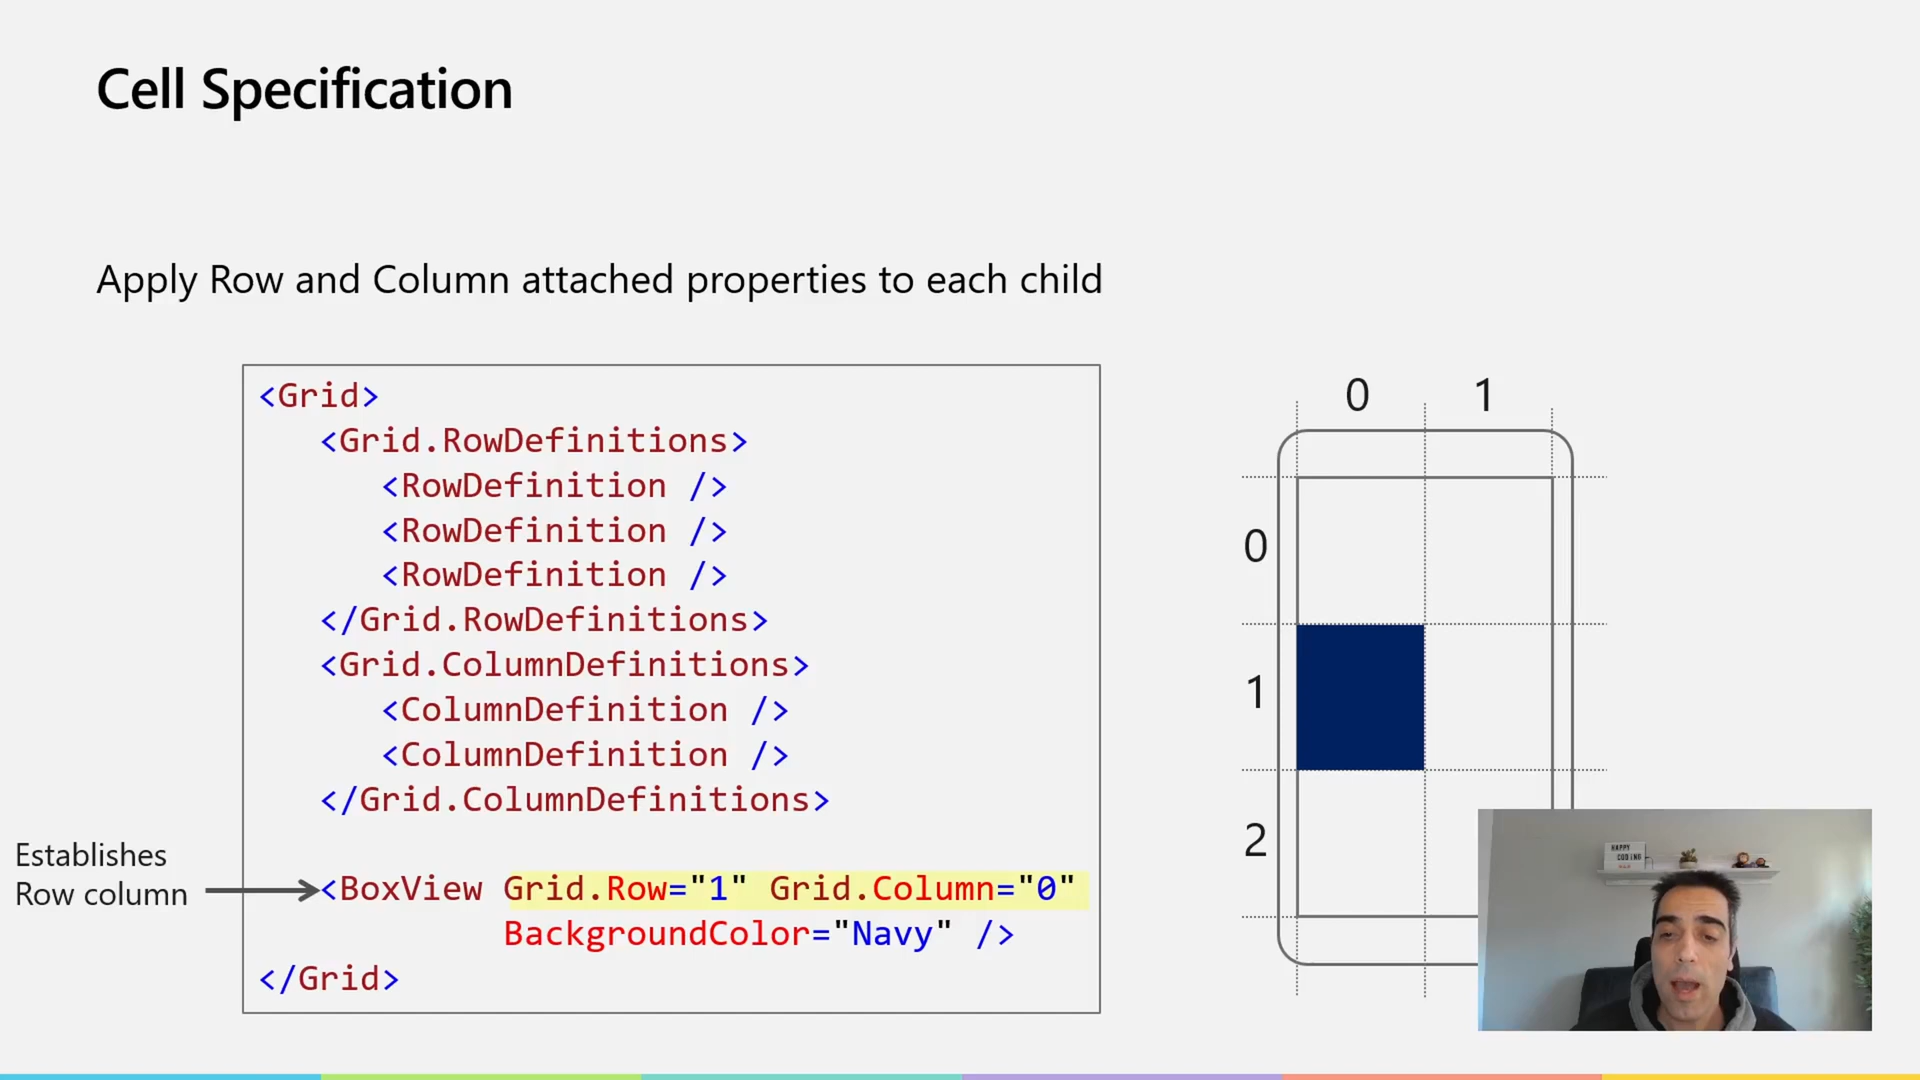 Cell Specification
Apply Row and Column attached properties to each child
<Grid>
<Grid.RowDefinitions>
<RowDefinition />
<RowDefinition />
<RowDefinition />
</Grid.RowDefinitions>
<Grid.ColumnDefinitions>
<ColumnDefinition />
<ColumnDefinition />
</Grid.ColumnDefinitions>
<BoxView Grid.Row="1" Grid.Column="0"
BackgroundColor="Navy" />
</Grid>
Establishes
Row column
0 1
0
1
2
HAPPY
CODING